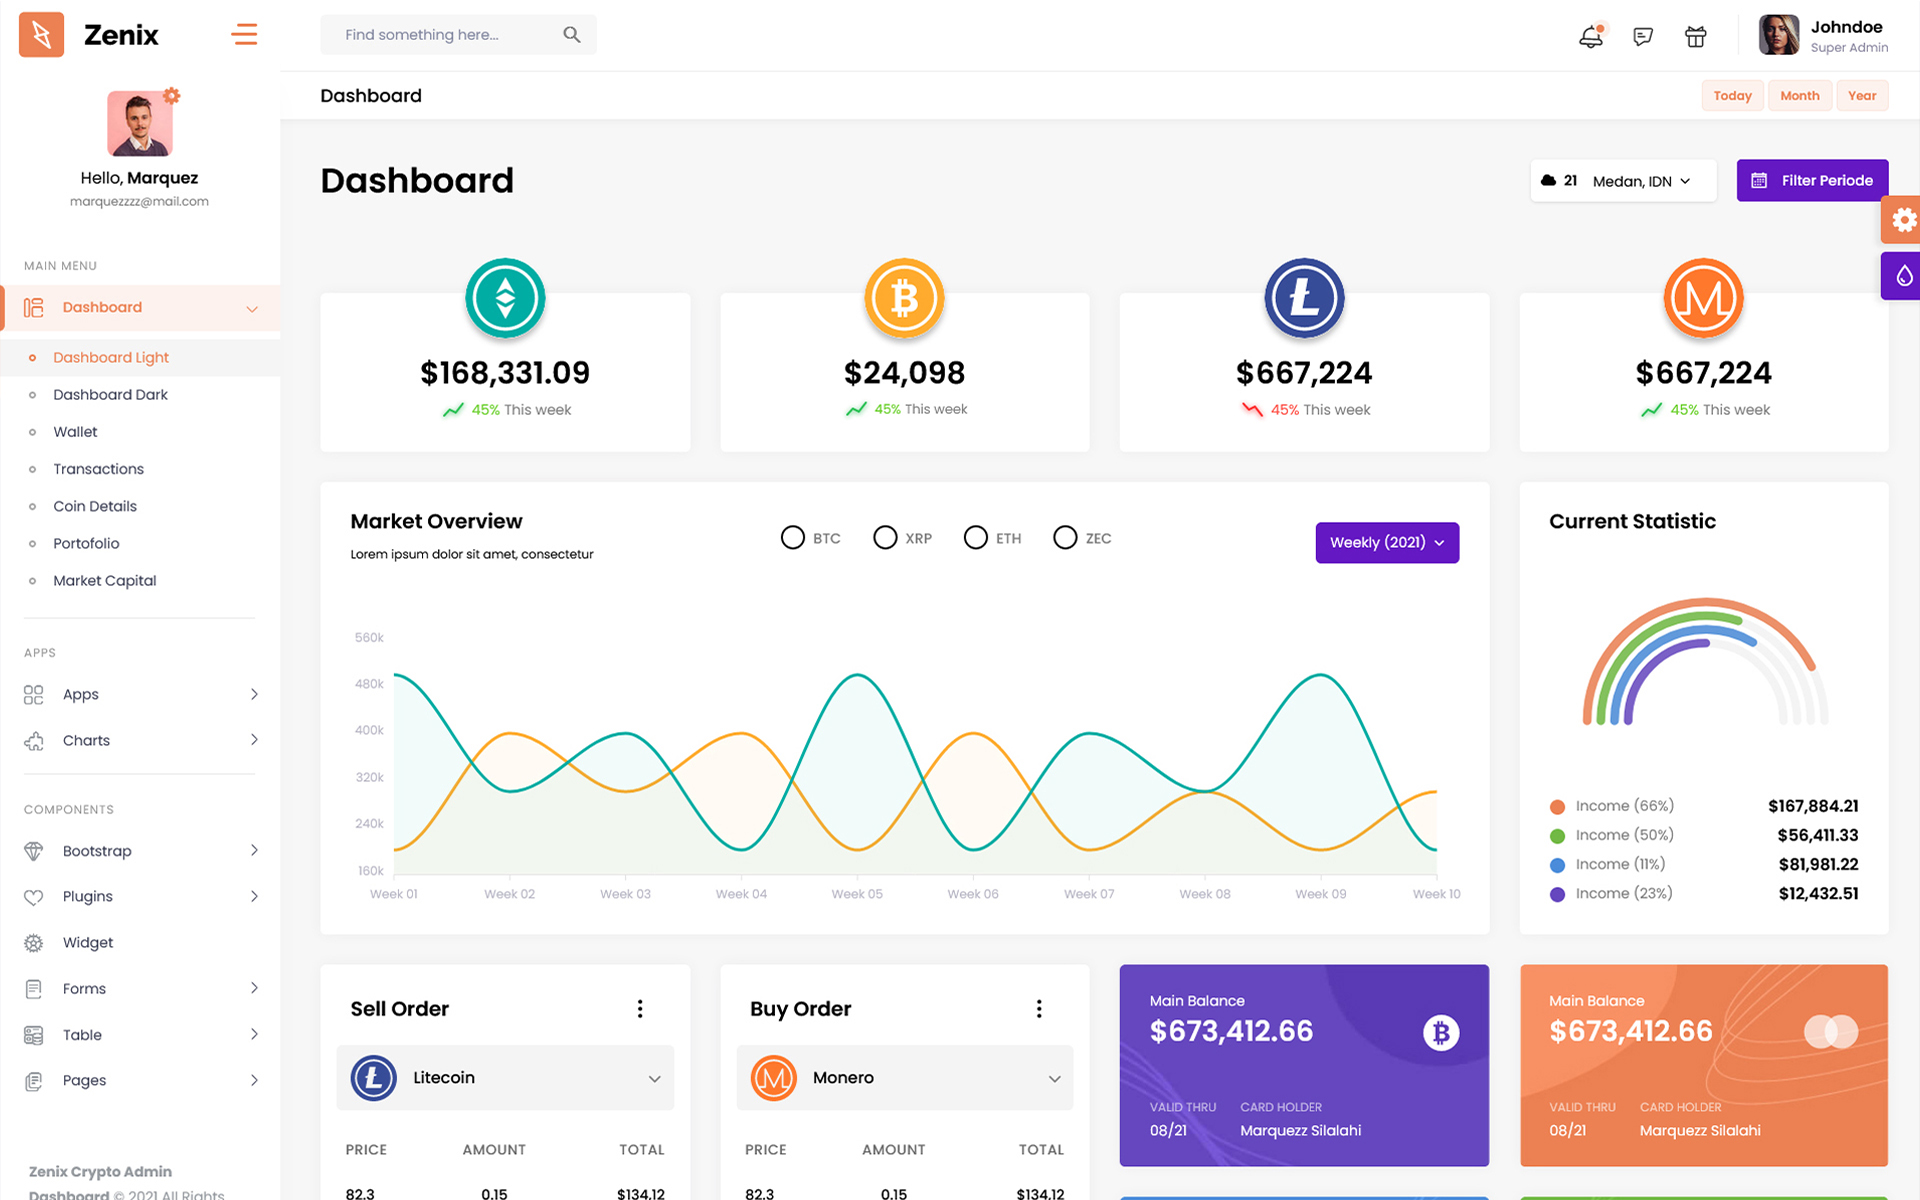 Zenix
Find something here...
Johndoe
Super Admin
Dashboard
Today
Month
Year
Hello, Marquez
marquezzzz@mail.com
MAIN MENU
Dashboard
Dashboard Light
Dashboard Dark
Wallet
Transactions
Coin Details
Portofolio
Market Capital
APPS
Apps
Charts
COMPONENTS
Bootstrap
Plugins
Widget
Forms
Table
Pages
Zenix Crypto Admin
Dashboard © 2021 All Rights
Dashboard
21 Medan, IDN
Filter Periode
$168,331.09
45% This week
$24,098
45% This week
$667,224
45% This week
$667,224
45% This week
Market Overview
Lorem ipsum dolor sit amet, consectetur
BTC
XRP
ETH
ZEC
Weekly (2021)
560k
480k
400k
320k
240k
160k
Week 01
Week 02
Week 03
Week 04
Week 05
Week 06
Week 07
Week 08
Week 09
Week 10
Current Statistic
Income (66%) $167,884.21
Income (50%) $56,411.33
Income (11%) $81,981.22
Income (23%) $12,432.51
Sell Order
Litecoin
PRICE AMOUNT TOTAL
82.3 0.15 $134,12
Buy Order
Monero
PRICE AMOUNT TOTAL
82.3 0.15 $134,12
Main Balance
$673,412.66
VALID THRU CARD HOLDER
08/21 Marquezz Silalahi
Main Balance
$673,412.66
VALID THRU CARD HOLDER
08/21 Marquezz Silalahi